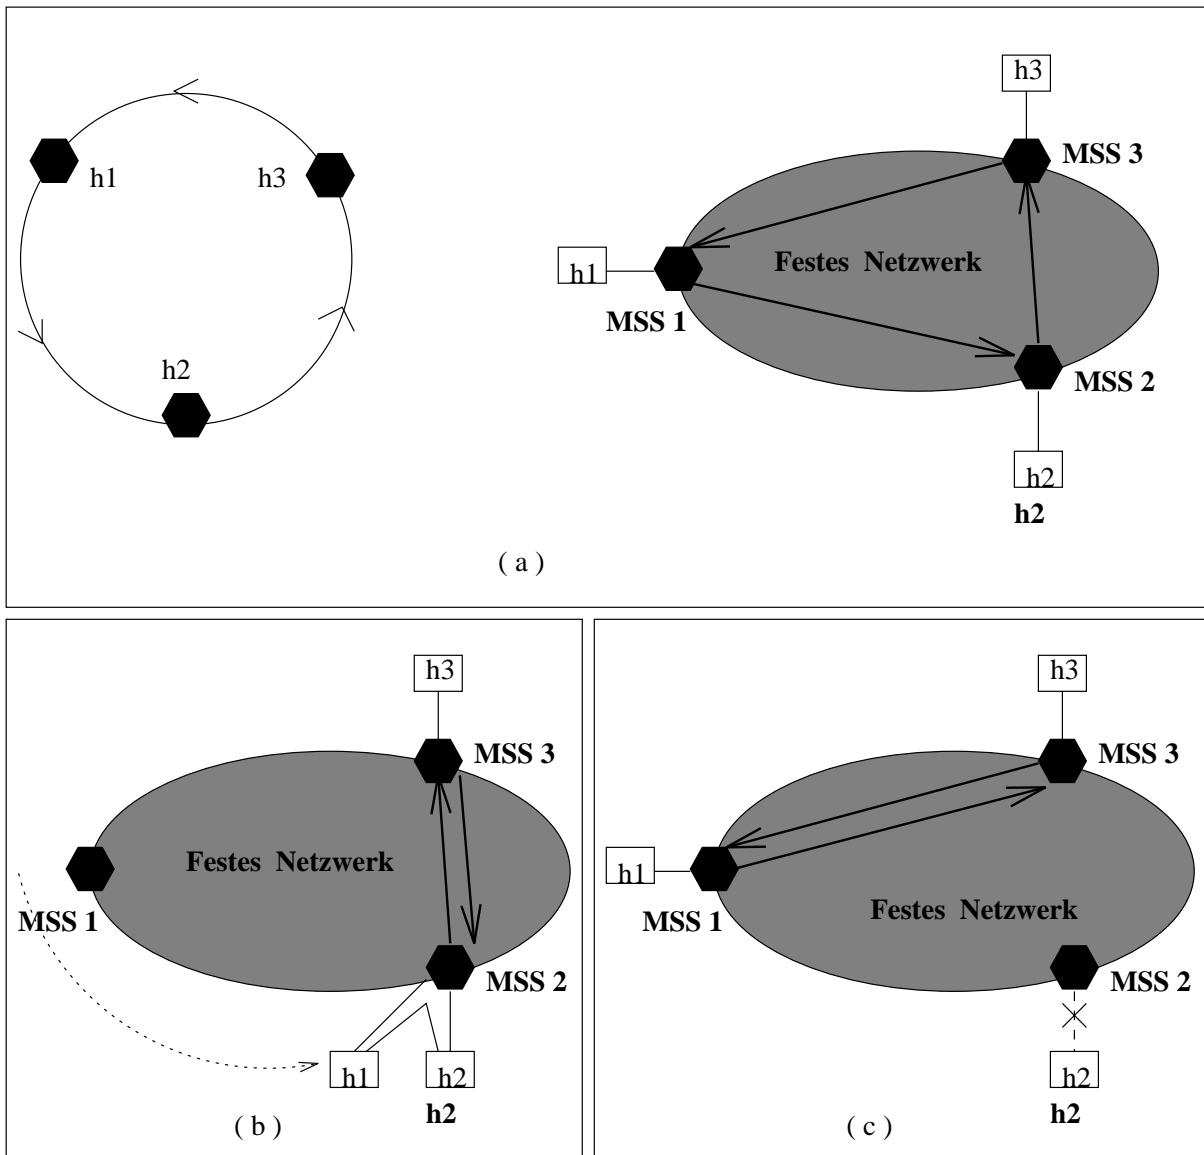 h3
h1
h3
MSS 3
h1
Festes Netzwerk
MSS 1
h2
MSS 2
h2
h2
( a )
h3
MSS 3
Festes Netzwerk
MSS 1
MSS 2
h1
h2
h2
( b )
h3
MSS 3
h1
MSS 1
Festes Netzwerk
MSS 2
h2
h2
( c )